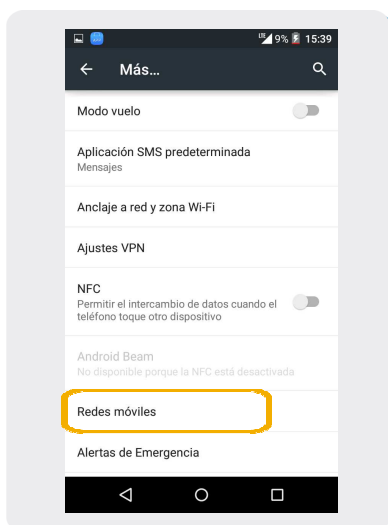 LTE 9% 15:39
Más...
Modo vuelo
Aplicación SMS predeterminada
Mensajes
Anclaje a red y zona Wi-Fi
Ajustes VPN
NFC
Permitir el intercambio de datos cuando el
teléfono toque otro dispositivo
Android Beam
No disponible porque la NFC está desactivada
Redes móviles
Alertas de Emergencia